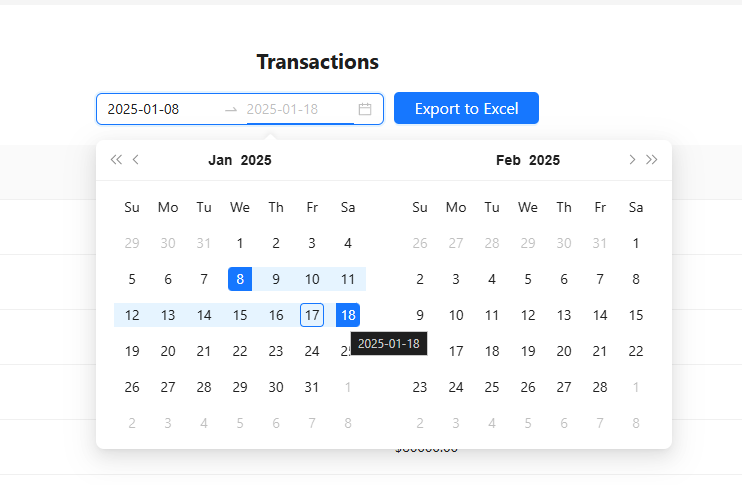 Transactions
2025-01-08 → 2025-01-18 Export to Excel
Jan 2025 Feb 2025
Su Mo Tu We Th Fr Sa Su Mo Tu We Th Fr Sa
29 30 31 1 2 3 4 26 27 28 29 30 31 1
5 6 7 8 9 10 11 2 3 4 5 6 7 8
12 13 14 15 16 17 18 9 10 11 12 13 14 15
2025-01-18
19 20 21 22 23 24 17 18 19 20 21 22
26 27 28 29 30 31 1 23 24 25 26 27 28 1
2 3 4 5 6 7 8 2 3 4 5 6 7 8